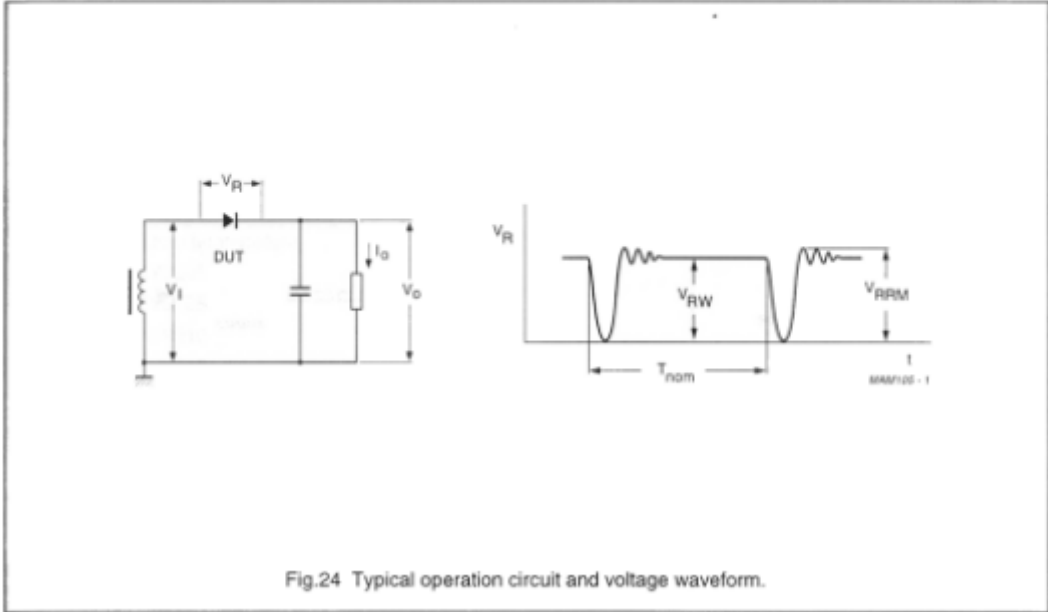 V_R
DUT
V_I
I_o
V_o
V_R
V_RW
V_RRM
T_nom
t
Fig.24 Typical operation circuit and voltage waveform.